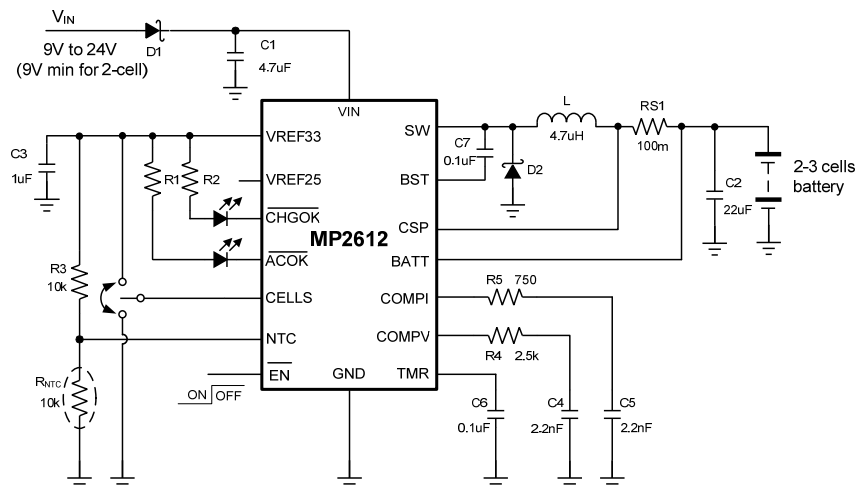 VIN
9V to 24V
(9V min for 2-cell)
D1
C1
4.7uF
VIN
VREF33
VREF25
CHGOK
ACOK
CELLS
NTC
EN
GND
MP2612
SW
BST
CSP
BATT
COMPI
COMPV
TMR
C3
1uF
R1
R2
R3
10k
RNTC
10k
ON
OFF
C7
0.1uF
D2
L
4.7uH
RS1
100m
C2
22uF
2-3 cells
battery
R5 750
R4 2.5k
C6
0.1uF
C4
2.2nF
C5
2.2nF